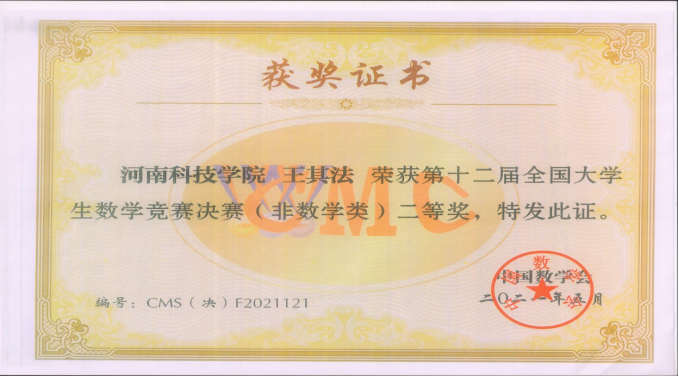 获奖证书
CMC
河南科技学院 王其法 荣获第十二届全国大学
生数学竞赛决赛（非数学类）二等奖，特发此证。
中国数学会
编号：CMS（决）F2021121
二〇二一年五月